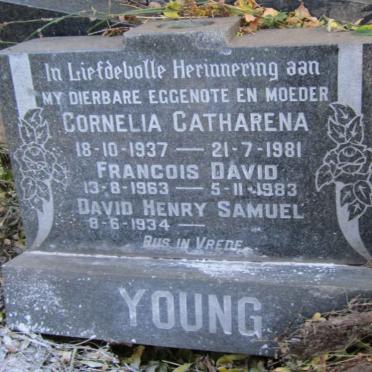 In Liefdevolle Herinnering aan
MY DIERBARE EGGENOTE EN MOEDER
CORNELIA CATHARENA
18-10-1937 — 21-7-1981
FRANCOIS DAVID
13-8-1963 — 5-11-1983
DAVID HENRY SAMUEL
8-6-1934 —
RUS IN VREDE
YOUNG